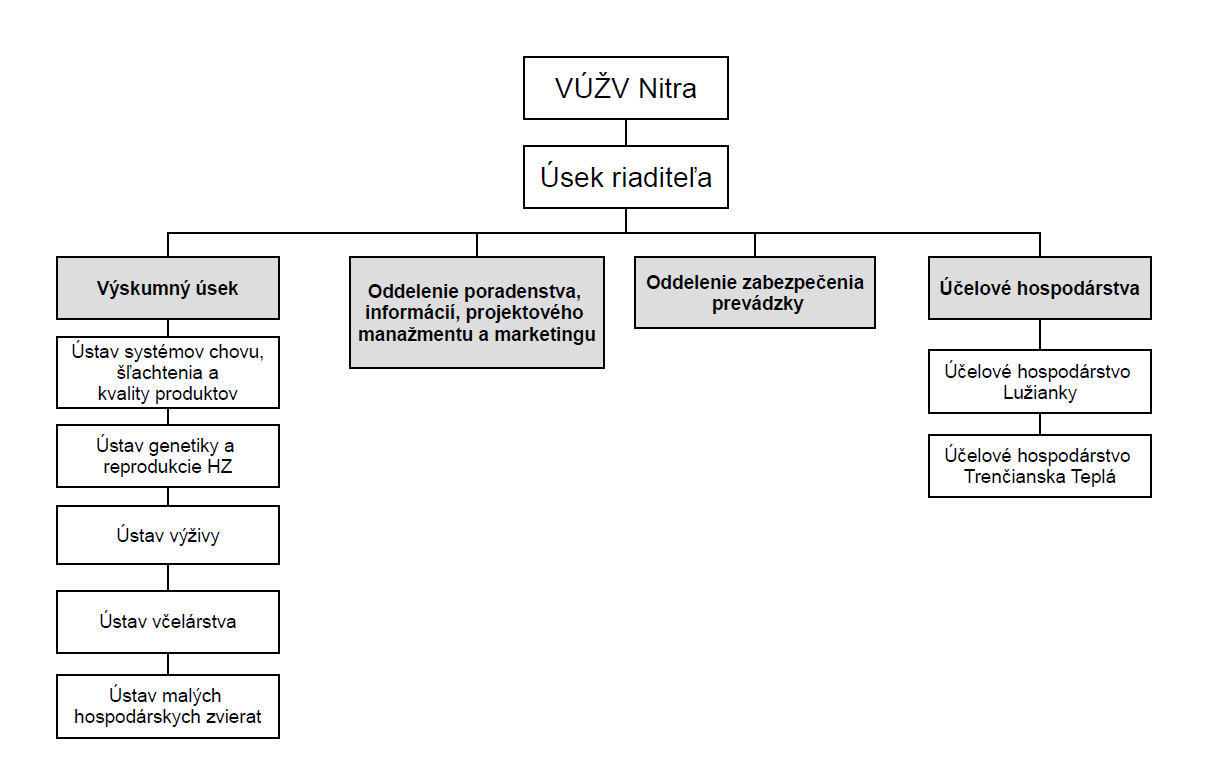 VÚŽV Nitra
Úsek riaditeľa
Výskumný úsek
Ústav systémov chovu,
šľachtenia a
kvality produktov
Ústav genetiky a
reprodukcie HZ
Ústav výživy
Ústav včelárstva
Ústav malých
hospodárskych zvierat
Oddelenie poradenstva,
informácií, projektového
manažmentu a marketingu
Oddelenie zabezpečenia
prevádzky
Účelové hospodárstva
Účelové hospodárstvo
Lužianky
Účelové hospodárstvo
Trenčianska Teplá